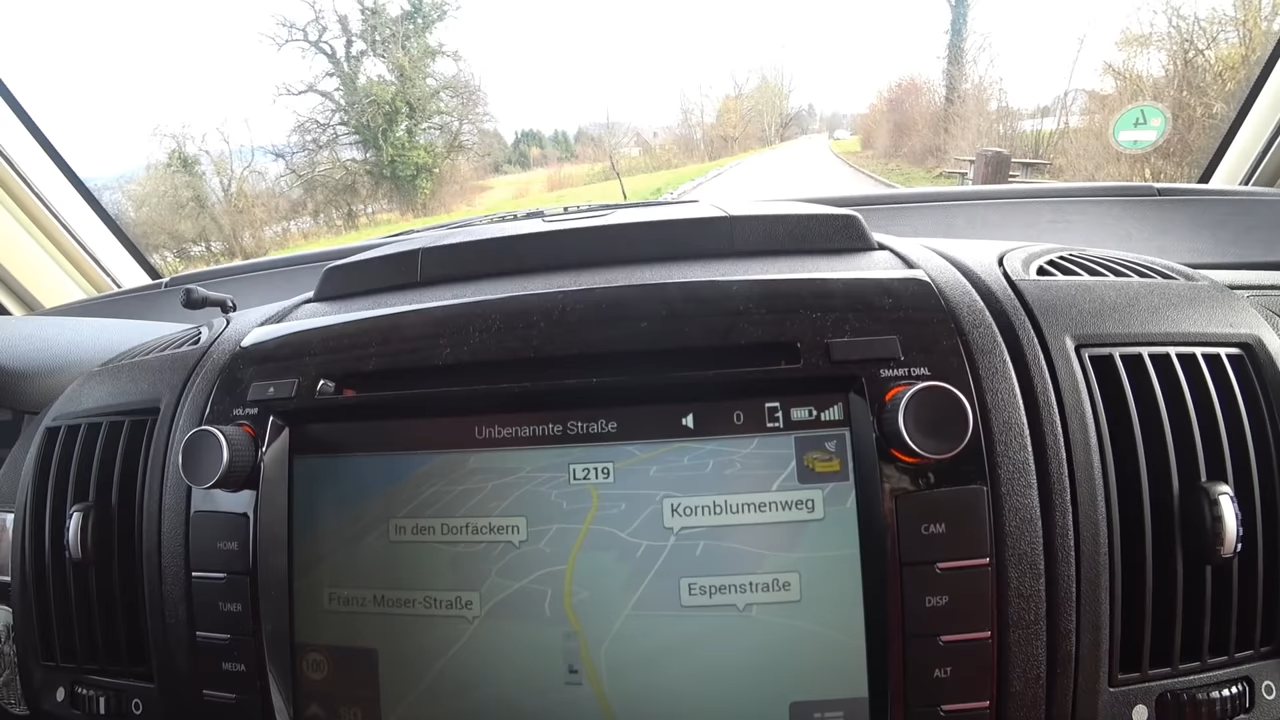 4
SMART DIAL
VOL/PWR
Unbenannte Straße
0
L219
Kornblumenweg
In den Dorfäckern
CAM
HOME
Espenstraße
DISP
Franz-Moser-Straße
TUNER
MEDIA
100
ALT